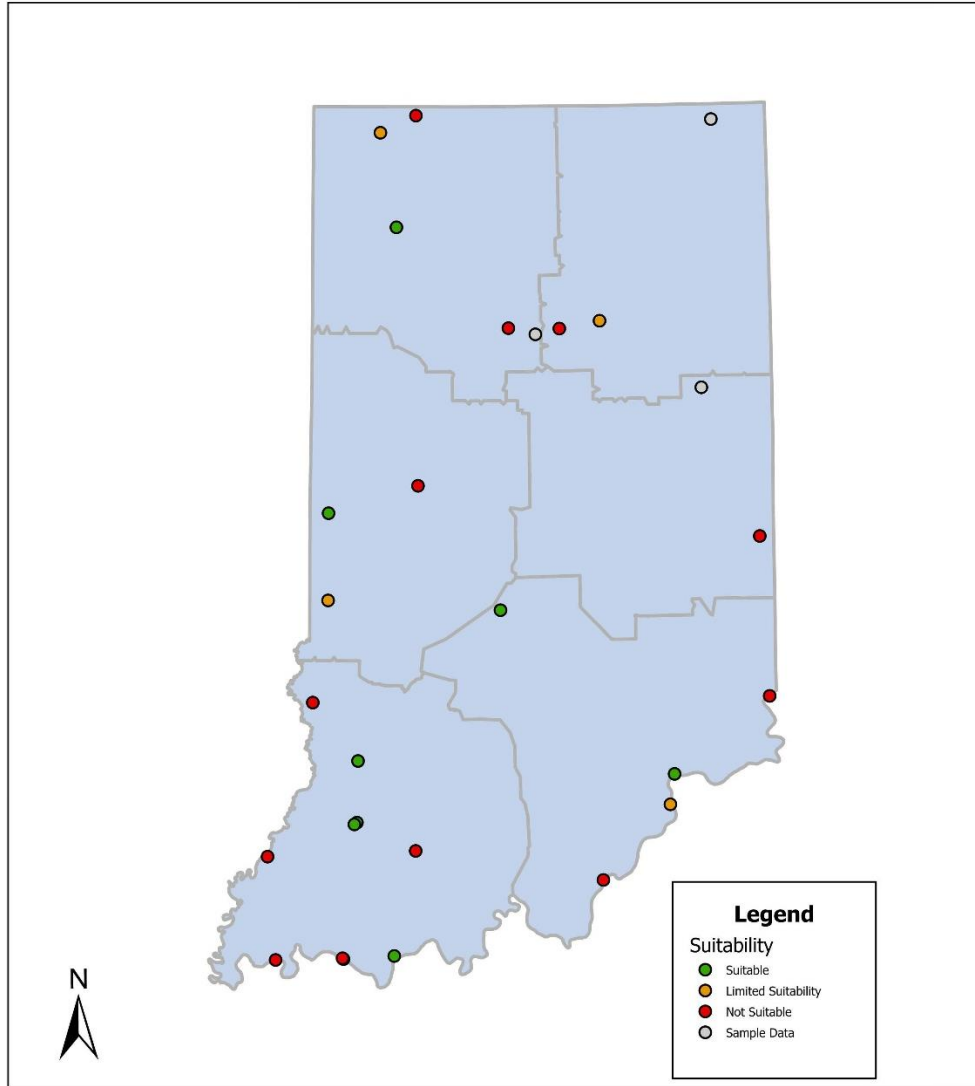 Legend
Suitability
Suitable
Limited Suitability
Not Suitable
Sample Data
N